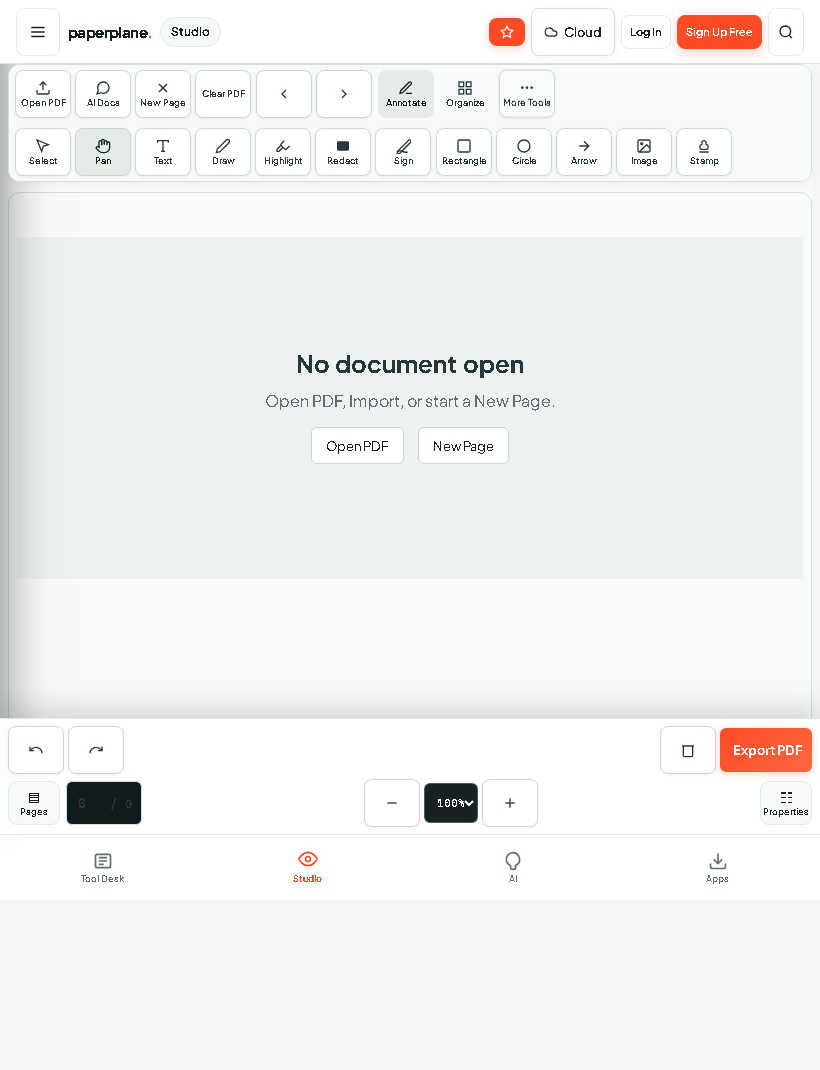 paperplane. Studio Cloud Log In Sign Up Free
Open PDF AI Docs New Page Clear PDF Annotate Organize More Tools
Select Pan Text Draw Highlight Redact Sign Rectangle Circle Arrow Image Stamp
No document open
Open PDF, Import, or start a New Page.
Open PDF New Page
Export PDF
Pages 0 / 0 100% Properties
Tool Desk Studio AI Apps